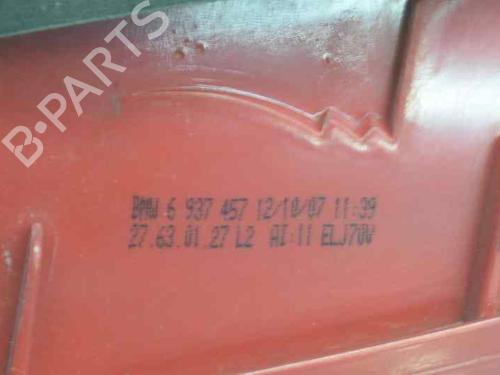 B-PARTS
BMW 6 937 457 12/10/07 11:39
27.63.01.27 L2 AI:11 ELJ70V